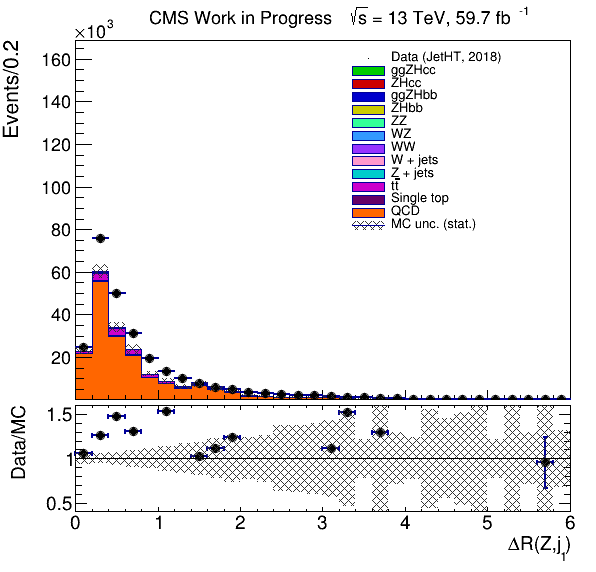 CMS Work in Progress √s = 13 TeV, 59.7 fb⁻¹
×10³
Events/0.2
160
140
120
100
80
60
40
20
Data (JetHT, 2018)
ggZHcc
ZHcc
ggZHbb
ZHbb
ZZ
WZ
WW
W + jets
Z + jets
tt̅
Single top
QCD
MC unc. (stat.)
Data/MC
1.5
1
0.5
0 1 2 3 4 5 6
ΔR(Z,j₁)